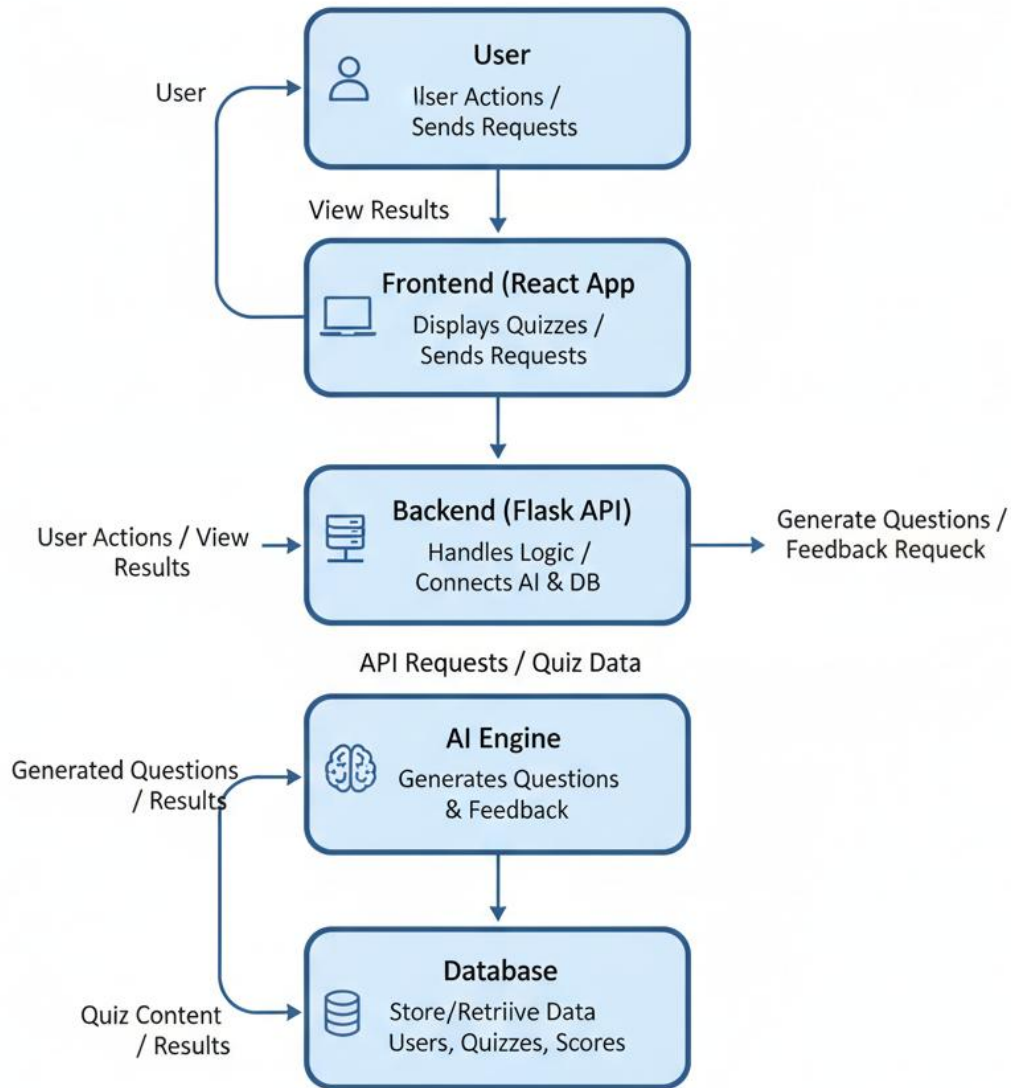 User
User
User Actions /
Sends Requests
View Results
Frontend (React App
Displays Quizzes /
Sends Requests
User Actions / View
Results
Backend (Flask API)
Handles Logic /
Connects AI & DB
Generate Questions /
Feedback Requeck
API Requests / Quiz Data
Generated Questions
/ Results
AI Engine
Generates Questions
& Feedback
Quiz Content
/ Results
Database
Store/Retriive Data
Users, Quizzes, Scores